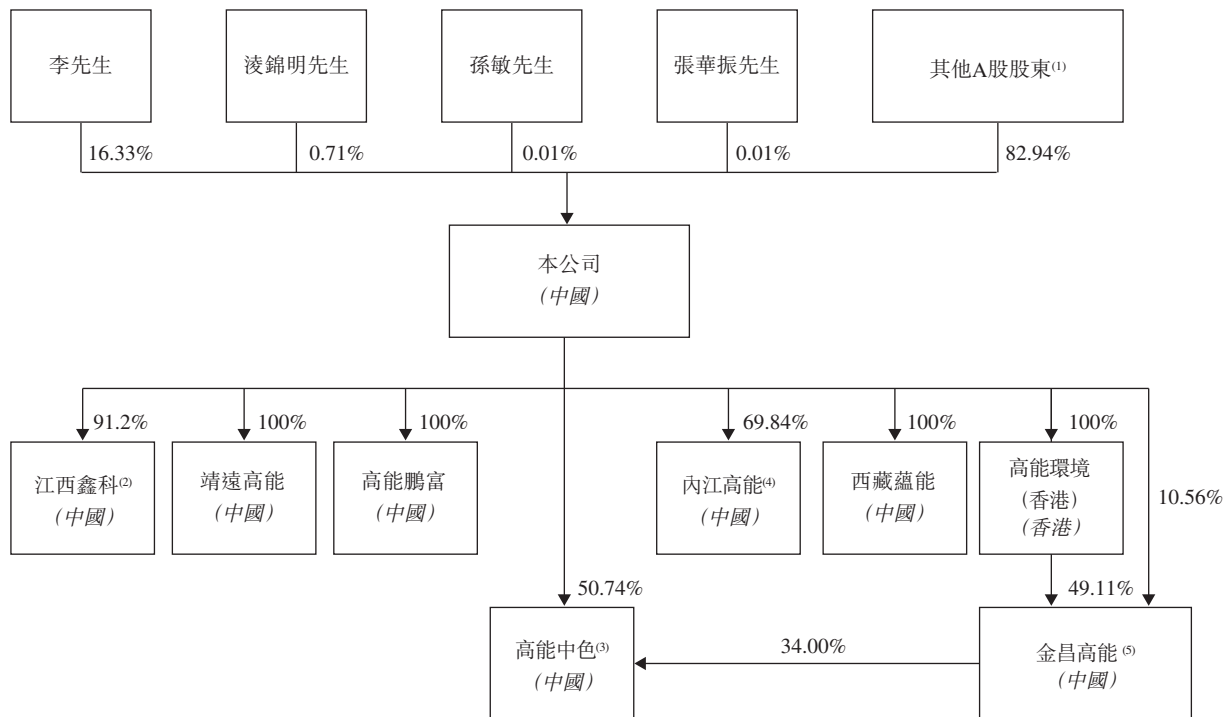 李先生
淩錦明先生
孫敏先生
張華振先生
其他A股股東(1)
16.33%
0.71%
0.01%
0.01%
82.94%
本公司
(中國)
91.2%
100%
100%
69.84%
100%
100%
江西鑫科(2)
(中國)
靖遠高能
(中國)
高能鵬富
(中國)
內江高能(4)
(中國)
西藏蘊能
(中國)
高能環境
(香港)
(香港)
10.56%
50.74%
49.11%
高能中色(3)
(中國)
34.00%
金昌高能(5)
(中國)